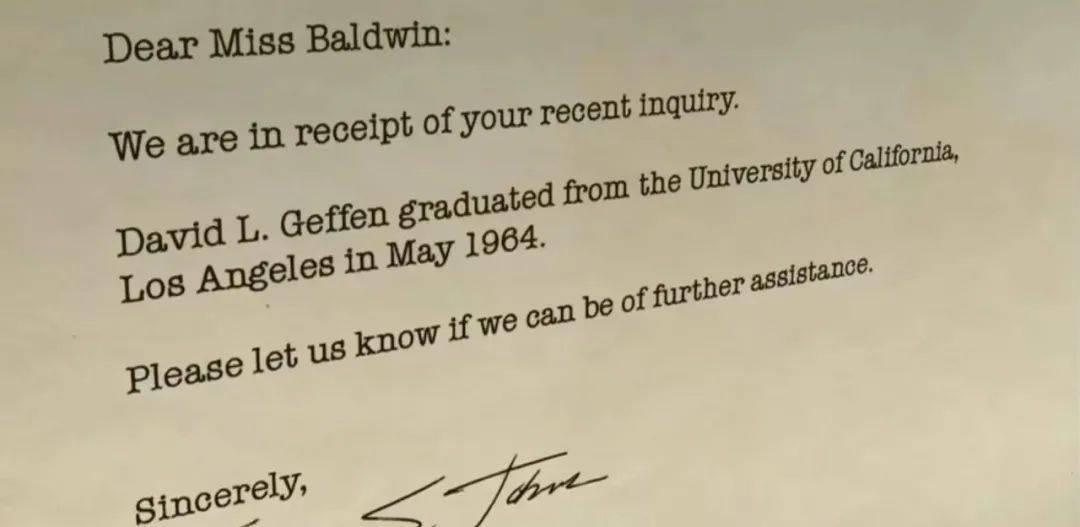 Dear Miss Baldwin:
We are in receipt of your recent inquiry.
David L. Geffen graduated from the University of California,
Los Angeles in May 1964.
Please let us know if we can be of further assistance.
Sincerely,